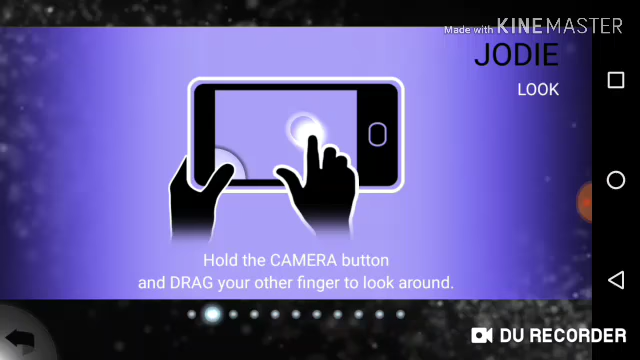 Made with KINEMASTER
JODIE
LOOK
Hold the CAMERA button
and DRAG your other finger to look around.
DU RECORDER